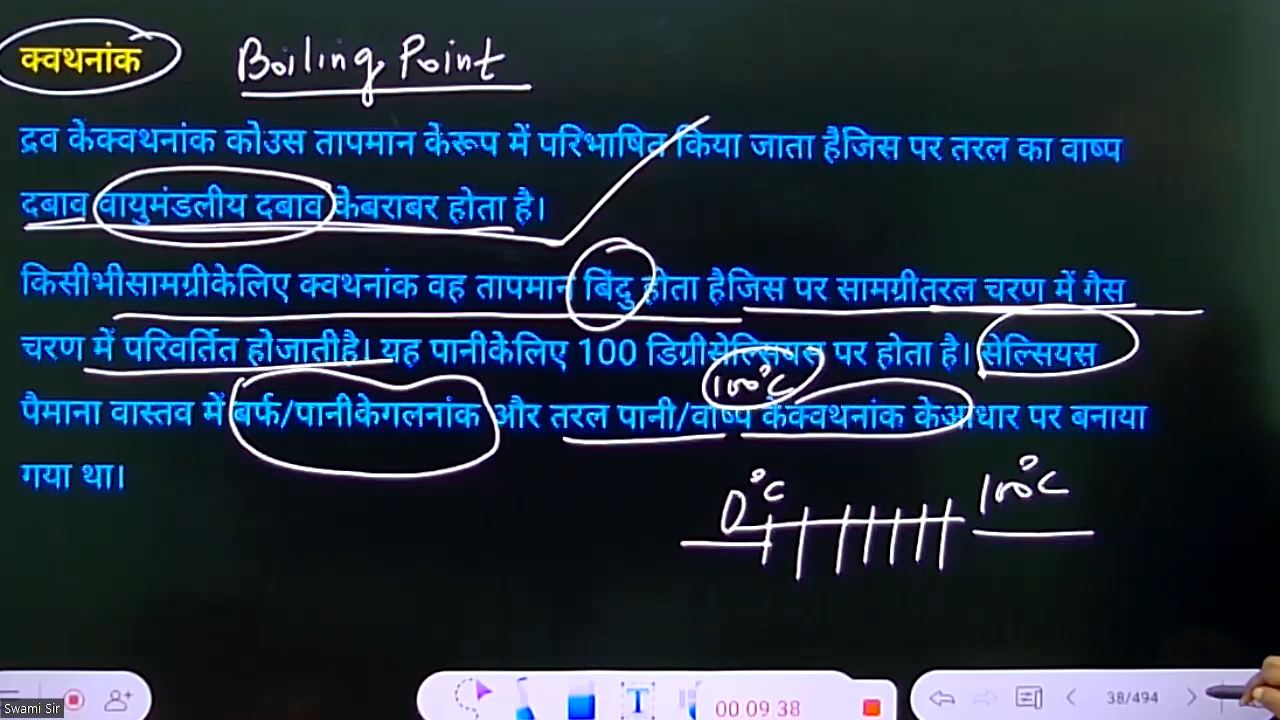 क्वथनांक Boiling Point
द्रव केक्वथनांक कोउस तापमान केरूप में परिभाषित किया जाता हैजिस पर तरल का वाष्प
दबाव वायुमंडलीय दबाव केबराबर होता है।
किसीभीसामग्रीकेलिए क्वथनांक वह तापमान बिंदु होता हैजिस पर सामग्रीतरल चरण में गैस
चरण में परिवर्तित होजातीहै। यह पानीकेलिए 100 डिग्रीसेल्सियस पर होता है। सेल्सियस
100°C
पैमाना वास्तव में बर्फ/पानीकेगलनांक और तरल पानी/वाष्प केक्वथनांक केआधार पर बनाया
गया था।
0°C 100°C
Swami Sir T 00:09:38 38/494